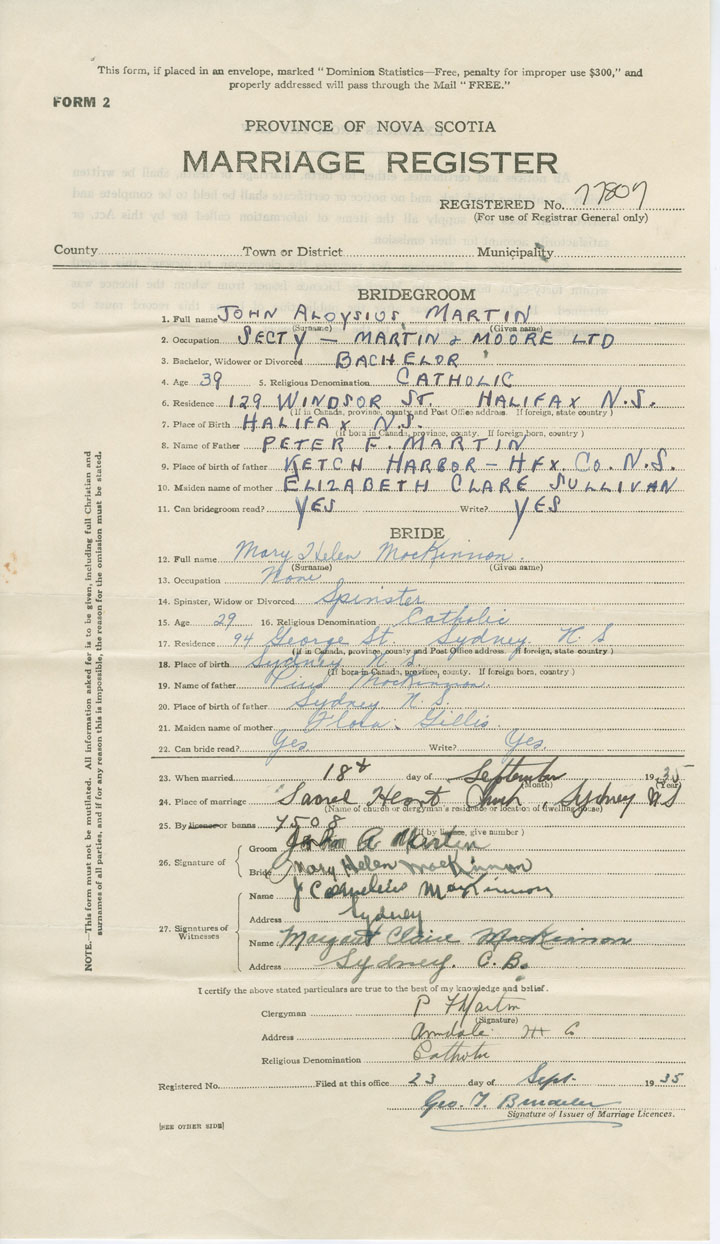 This form, if placed in an envelope, marked "Dominion Statistics—Free, penalty for improper use $300," and
properly addressed will pass through the Mail "FREE."
FORM 2
PROVINCE OF NOVA SCOTIA
MARRIAGE REGISTER
REGISTERED No. 77807
(For use of Registrar General only)
County Town or District Municipality
BRIDEGROOM
1. Full name JOHN ALOYSIUS MARTIN
(Surname) (Given name)
2. Occupation SECTY — MARTIN & MOORE LTD
3. Bachelor, Widower or Divorced BACHELOR
4. Age 39 5. Religious Denomination CATHOLIC
6. Residence 129 WINDSOR ST. HALIFAX N.S.
(If in Canada, province, county and Post Office address. If foreign, state country)
7. Place of Birth HALIFAX N.S.
(If born in Canada, province, county. If foreign born, country)
8. Name of Father PETER F. MARTIN
9. Place of birth of father KETCH HARBOR — HFX. CO. N.S.
10. Maiden name of mother ELIZABETH CLARE SULLIVAN
11. Can bridegroom read? YES Write? YES
BRIDE
12. Full name Mary Helen MacKinnon.
(Surname) (Given name)
13. Occupation None
14. Spinster, Widow or Divorced Spinster
15. Age 29 16. Religious Denomination Catholic
17. Residence 94 George St. Sydney. N. S
(If in Canada, province, county and Post Office address. If foreign, state country)
18. Place of birth Sydney N. S.
(If born in Canada, province, county. If foreign born, country)
19. Name of father Pius MacKinnon
20. Place of birth of father Sydney N. S.
21. Maiden name of mother Flora. Gillis.
22. Can bride read? Yes Write? Yes.
23. When married 18th day of September 1935
(Month) (Year)
24. Place of marriage Sacred Heart Church, Sydney N S
(Name of church or clergyman's residence or location of dwelling house)
25. By license or banns 7508
(If by license, give number)
26. Signature of
Groom John A Martin
Bride Mary Helen MacKinnon
27. Signatures of Witnesses
Name J Cornelius MacKinnon
Address Sydney
Name Margaret Claire MacKinnon
Address Sydney. C.B.
I certify the above stated particulars are true to the best of my knowledge and belief.
Clergyman P F Martin
(Signature)
Address Armdale Hx Co
Religious Denomination Catholic
Registered No. Filed at this office 23 day of Sept. 1935
Geo. T.
Signature of Issuer of Marriage Licences.
[SEE OTHER SIDE]
NOTE.—This form must not be mutilated. All information asked for is to be given, including full Christian and
surnames of all parties, and if for any reason this is impossible, the reason for the omission must be stated.